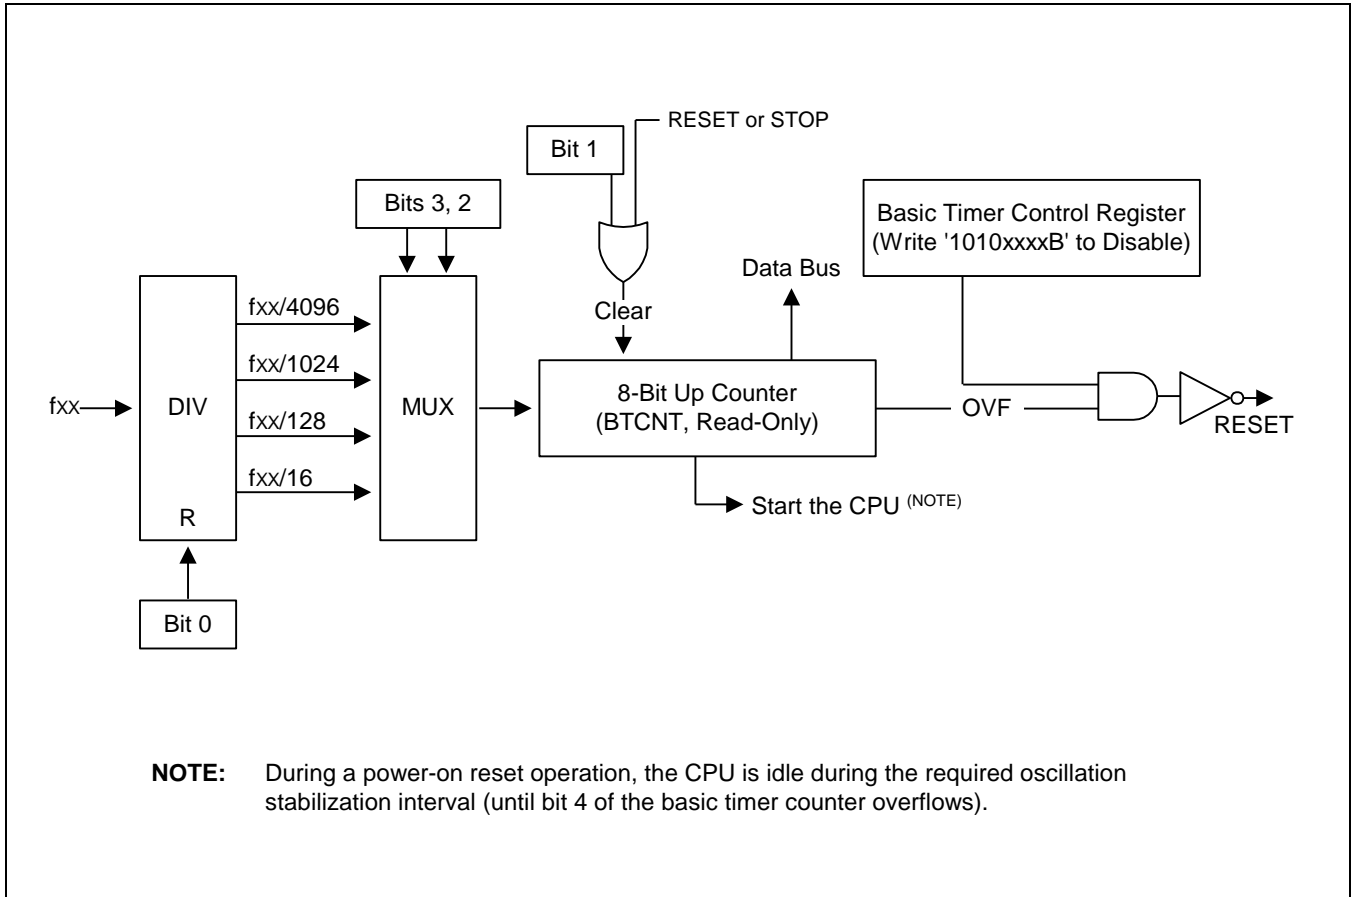 RESET or STOP
Bit 1
Bits 3, 2
Basic Timer Control Register
(Write '1010xxxxB' to Disable)
Data Bus
Clear
fxx/4096
fxx/1024
fxx/128
fxx/16
fxx
DIV
R
MUX
8-Bit Up Counter
(BTCNT, Read-Only)
OVF
RESET
Start the CPU (NOTE)
Bit 0
NOTE: During a power-on reset operation, the CPU is idle during the required oscillation
stabilization interval (until bit 4 of the basic timer counter overflows).